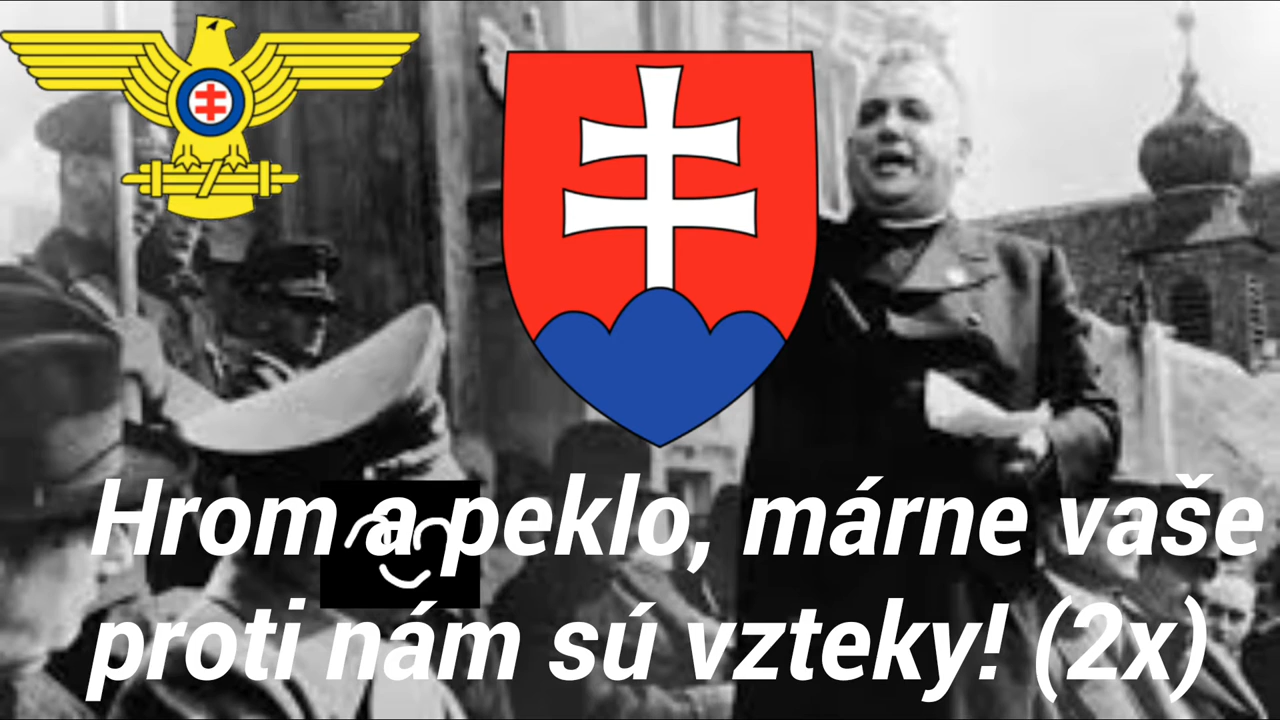 Hrom a peklo, márne vaše
proti nám sú vzteky! (2x)